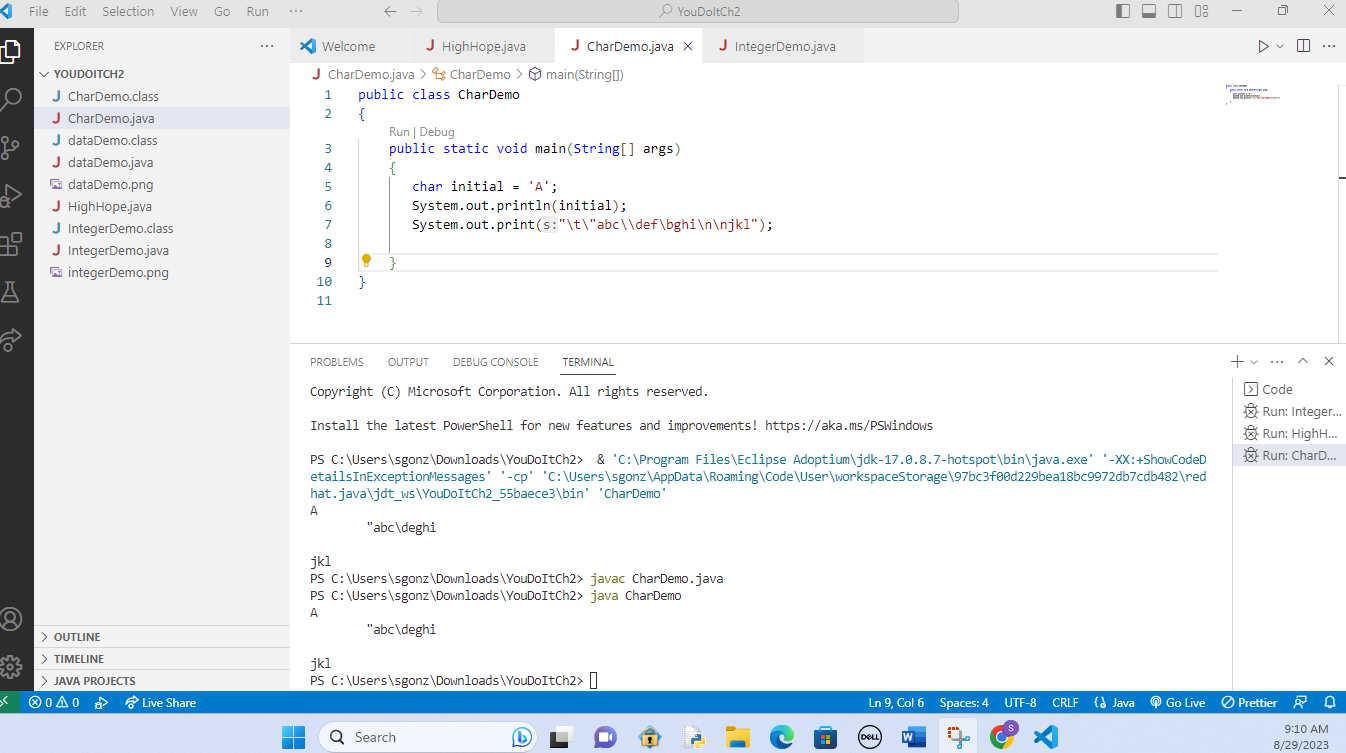 File Edit Selection View Go Run ··· YouDoItCh2
EXPLORER ···
YOUDOITCH2
CharDemo.class
CharDemo.java
dataDemo.class
dataDemo.java
dataDemo.png
HighHope.java
IntegerDemo.class
IntegerDemo.java
integerDemo.png
OUTLINE
TIMELINE
JAVA PROJECTS
Welcome HighHope.java CharDemo.java IntegerDemo.java
CharDemo.java > CharDemo > main(String[])
1 public class CharDemo
2 {
Run | Debug
3 public static void main(String[] args)
4 {
5 char initial = 'A';
6 System.out.println(initial);
7 System.out.print(s:"\t\"abc\\def\bghi\n\njkl");
8
9 }
10 }
11
PROBLEMS OUTPUT DEBUG CONSOLE TERMINAL
Copyright (C) Microsoft Corporation. All rights reserved.
Install the latest PowerShell for new features and improvements! https://aka.ms/PSWindows
PS C:\Users\sgonz\Downloads\YouDoItCh2> & 'C:\Program Files\Eclipse Adoptium\jdk-17.0.8.7-hotspot\bin\java.exe' '-XX:+ShowCodeD
etailsInExceptionMessages' '-cp' 'C:\Users\sgonz\AppData\Roaming\Code\User\workspaceStorage\97bc3f00d229bea18bc9972db7cdb482\red
hat.java\jdt_ws\YouDoItCh2_55baece3\bin' 'CharDemo'
A
"abc\deghi
jkl
PS C:\Users\sgonz\Downloads\YouDoItCh2> javac CharDemo.java
PS C:\Users\sgonz\Downloads\YouDoItCh2> java CharDemo
A
"abc\deghi
jkl
PS C:\Users\sgonz\Downloads\YouDoItCh2>
Code
Run: Integer...
Run: HighH...
Run: CharD...
0 0 Live Share Ln 9, Col 6 Spaces: 4 UTF-8 CRLF {} Java Go Live Prettier
Search DELL W S 9:10 AM
8/29/2023